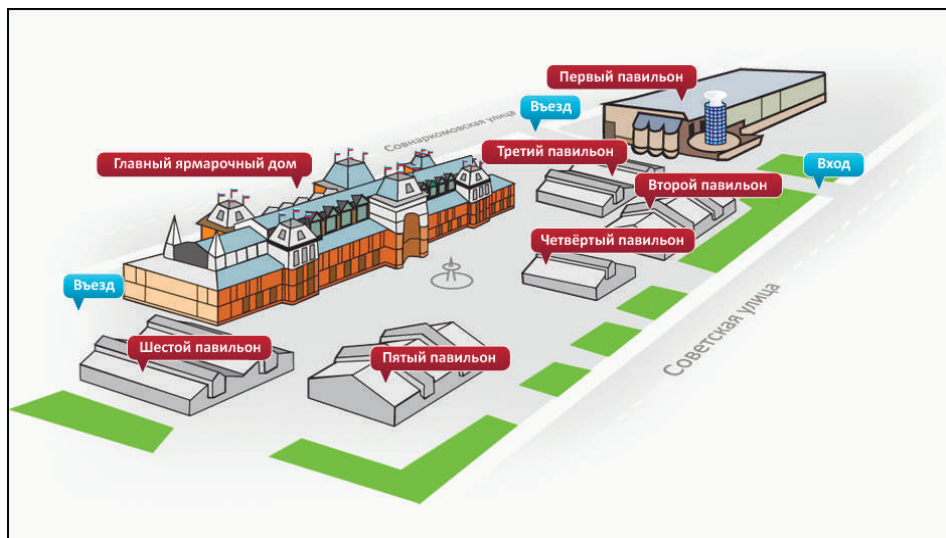 Первый павильон
Въезд
Совнаркомовская улица
Третий павильон
Главный ярмарочный дом
Вход
Второй павильон
Четвёртый павильон
Въезд
Советская улица
Шестой павильон
Пятый павильон